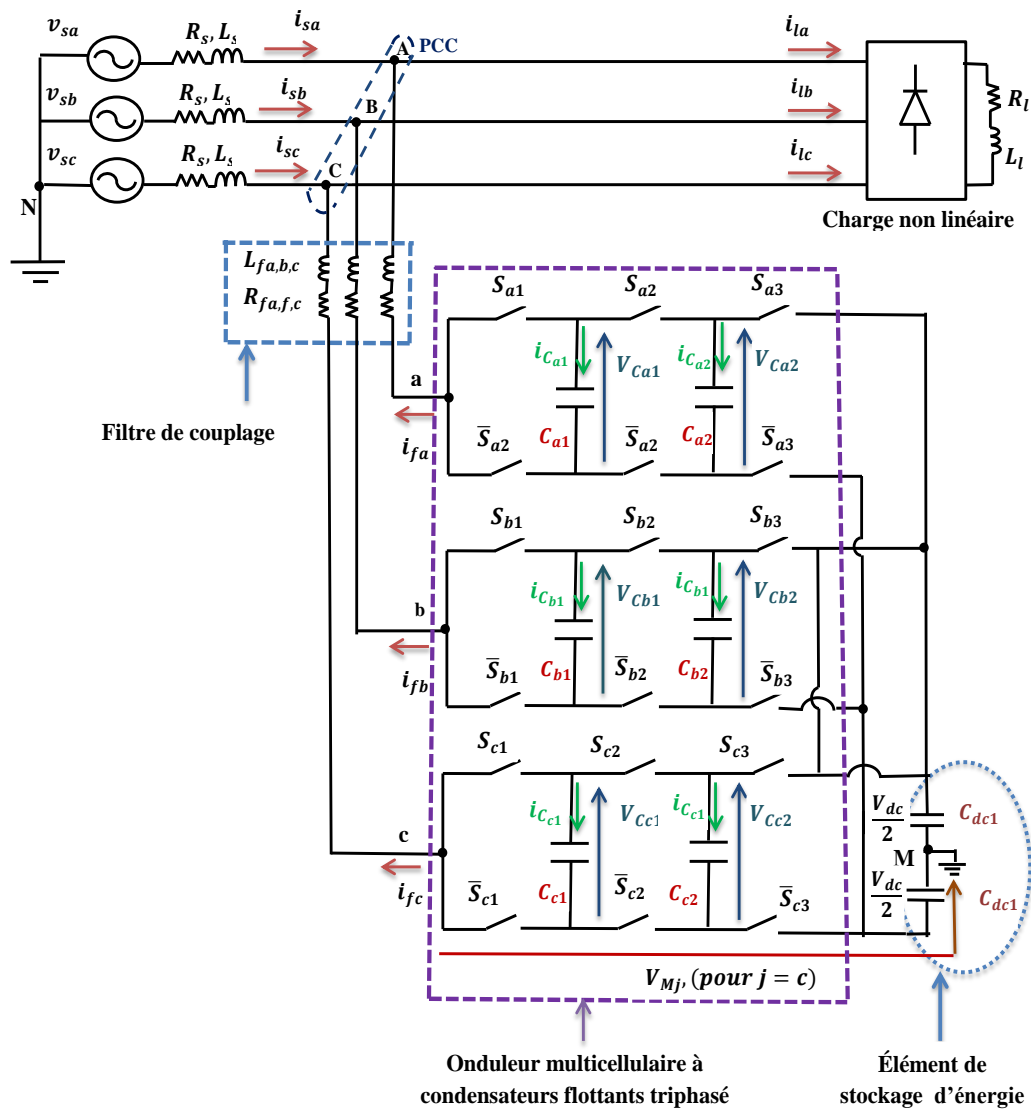 v_sa
R_s, L_s
i_sa
A
PCC
i_la
v_sb
R_s, L_s
i_sb
B
i_lb
R_l
v_sc
R_s, L_s
i_sc
C
i_lc
L_l
N
Charge non linéaire
L_fa,b,c
R_fa,f,c
Filtre de couplage
S_a1
S_a2
S_a3
i_Ca1
V_Ca1
i_Ca2
V_Ca2
a
C_a1
C_a2
i_fa
S̅_a2
S̅_a2
S̅_a3
S_b1
S_b2
S_b3
i_Cb1
V_Cb1
i_Cb1
V_Cb2
b
C_b1
C_b2
i_fb
S̅_b1
S̅_b2
S̅_b3
S_c1
S_c2
S_c3
i_Cc1
V_Cc1
i_Cc1
V_Cc2
c
C_c1
C_c2
i_fc
S̅_c1
S̅_c2
S̅_c3
V_dc/2
C_dc1
M
V_dc/2
C_dc1
V_Mj, (pour j = c)
Onduleur multicellulaire à
condensateurs flottants triphasé
Élément de
stockage d'énergie